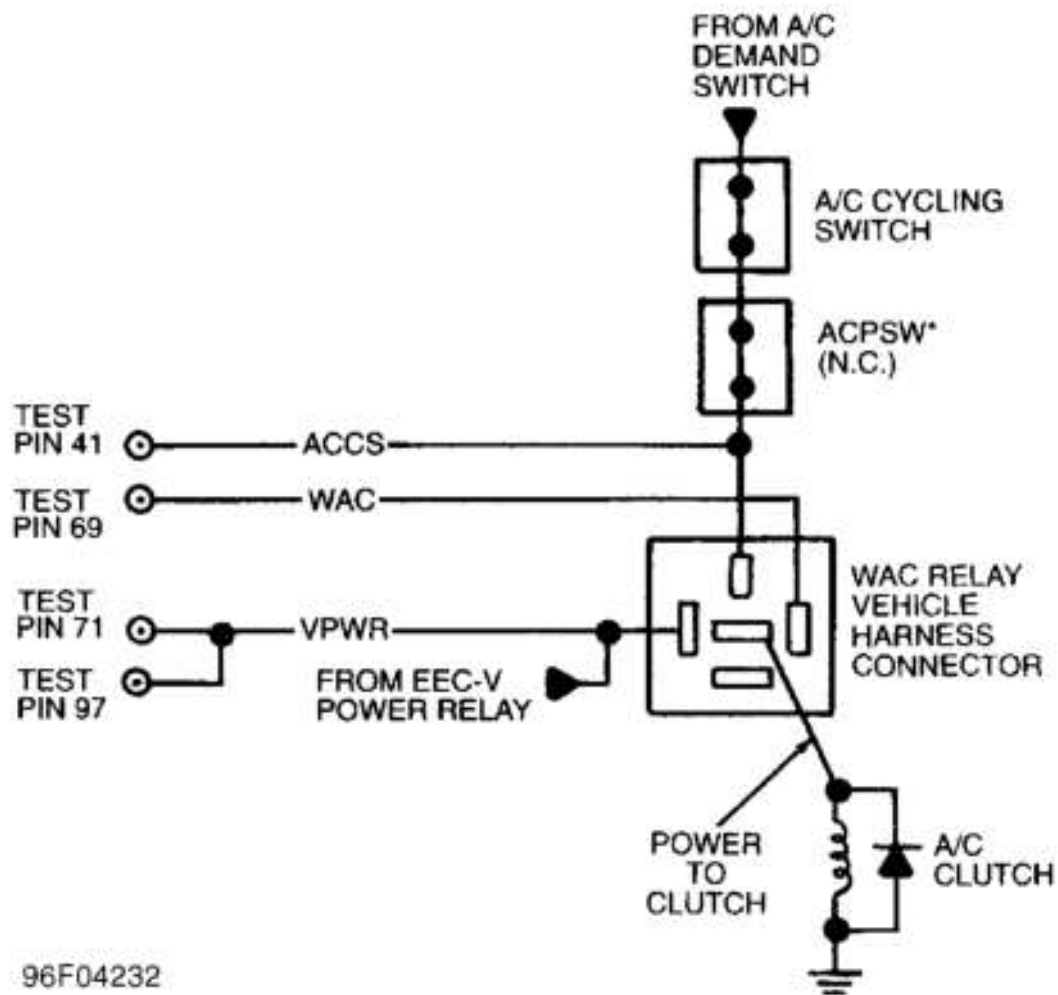 FROM A/C
DEMAND
SWITCH
A/C CYCLING
SWITCH
ACPSW*
(N.C.)
TEST
PIN 41
ACCS
TEST
PIN 69
WAC
WAC RELAY
VEHICLE
HARNESS
CONNECTOR
TEST
PIN 71
VPWR
TEST
PIN 97
FROM EEC-V
POWER RELAY
POWER
TO
CLUTCH
A/C
CLUTCH
96F04232